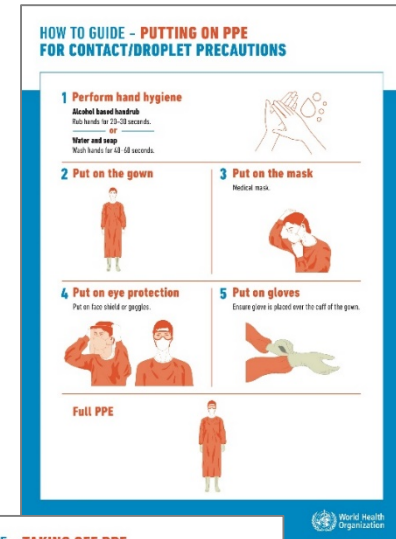 HOW TO GUIDE – PUTTING ON PPE
FOR CONTACT/DROPLET PRECAUTIONS
1 Perform hand hygiene
Alcohol based handrub
Rub hands for 20–30 seconds.
or
Water and soap
Wash hands for 40–60 seconds.
2 Put on the gown
3 Put on the mask
Medical mask.
4 Put on eye protection
Put on face shield or goggles.
5 Put on gloves
Ensure glove is placed over the cuff of the gown.
Full PPE
World Health
Organization
TAKING OFF PPE